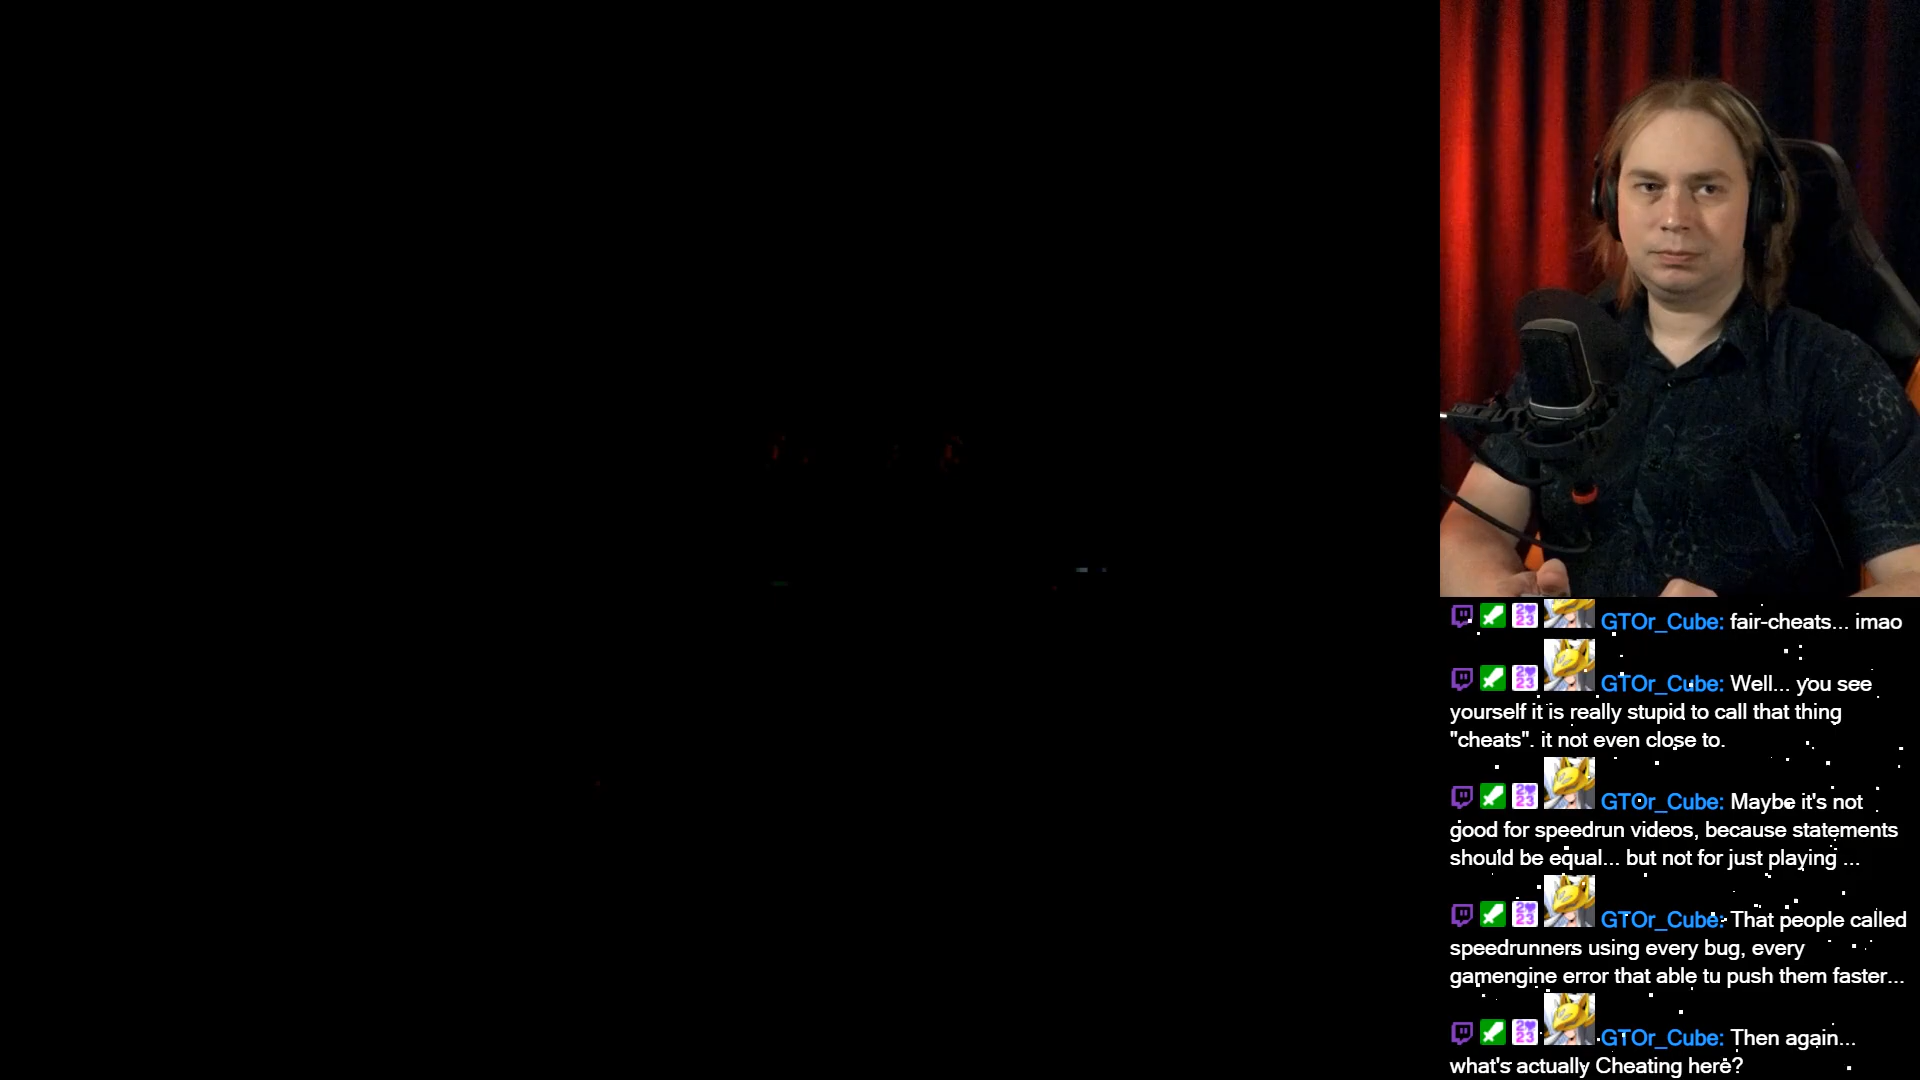 GTOr_Cube: fair-cheats... imao
GTOr_Cube: Well... you see
yourself it is really stupid to call that thing
"cheats". it not even close to.
GTOr_Cube: Maybe it's not
good for speedrun videos, because statements
should be equal... but not for just playing ...
GTOr_Cube: That people called
speedrunners using every bug, every
gamengine error that able tu push them faster...
GTOr_Cube: Then again...
what's actually Cheating here?